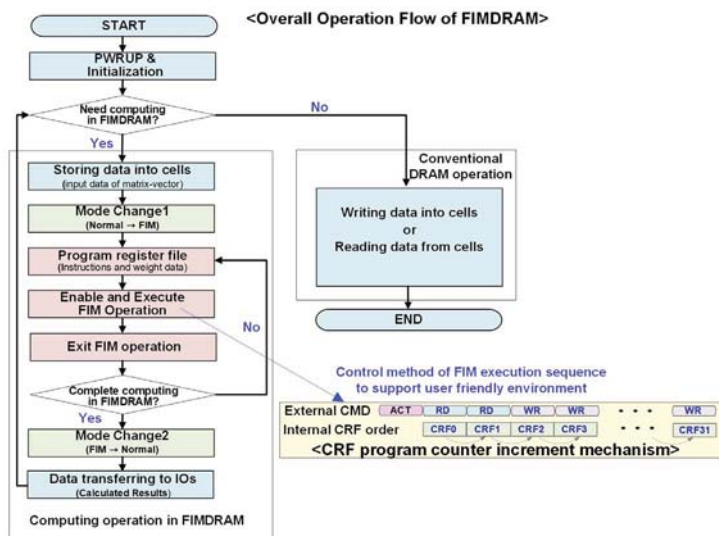 START
<Overall Operation Flow of FIMDRAM>
PWRUP &
Initialization
Need computing
in FIMDRAM?
No
Yes
Storing data into cells
(input data of matrix-vector)
Mode Change1
(Normal → FIM)
Program register file
(Instructions and weight data)
Enable and Execute
FIM Operation
Exit FIM operation
No
Complete computing
in FIMDRAM?
Yes
Mode Change2
(FIM → Normal)
Data transferring to IOs
(Calculated Results)
Computing operation in FIMDRAM
Conventional
DRAM operation
Writing data into cells
or
Reading data from cells
END
Control method of FIM execution sequence
to support user friendly environment
External CMD ACT RD RD WR WR • • • WR
Internal CRF order CRF0 CRF1 CRF2 CRF3 • • • CRF31
<CRF program counter increment mechanism>